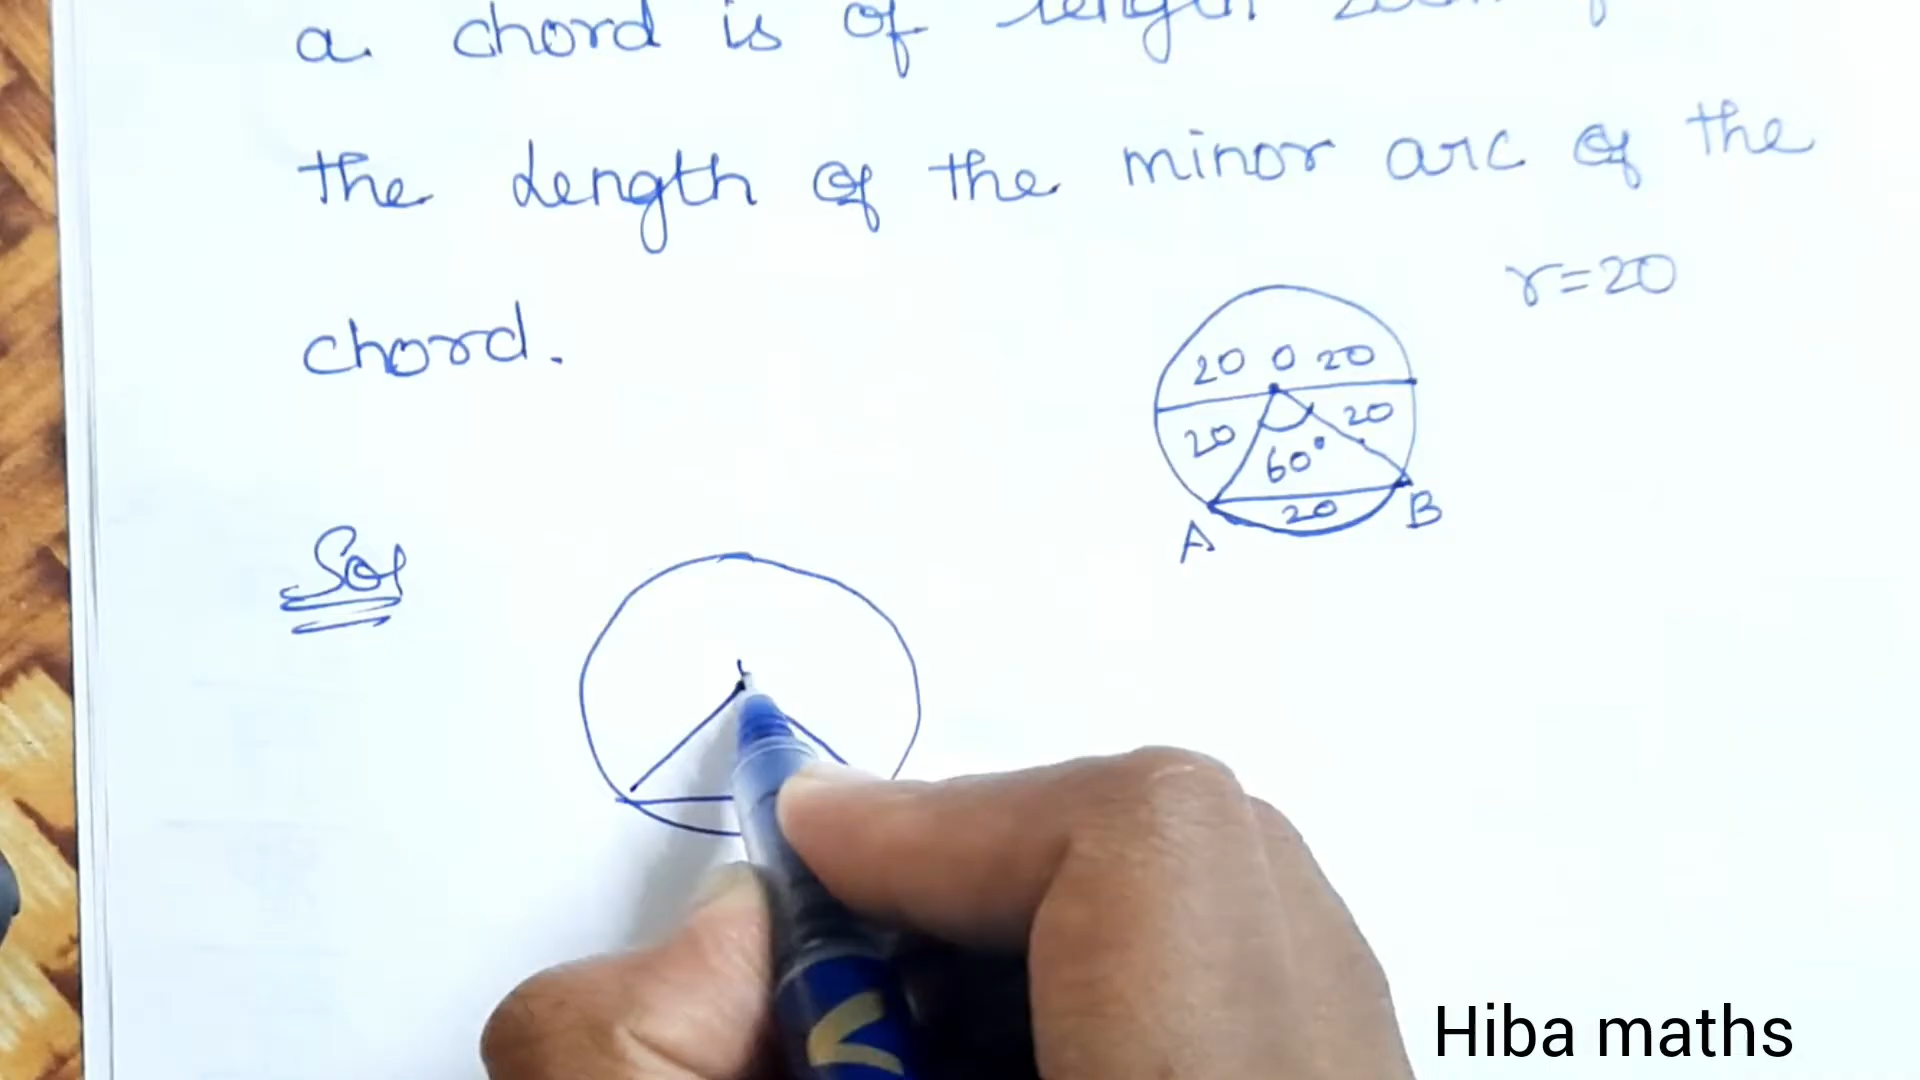 a chord is of length
the length of the minor arc of the
chord.
r=20
20 O 20
20 20
60°
20
A B
Sol
Hiba maths